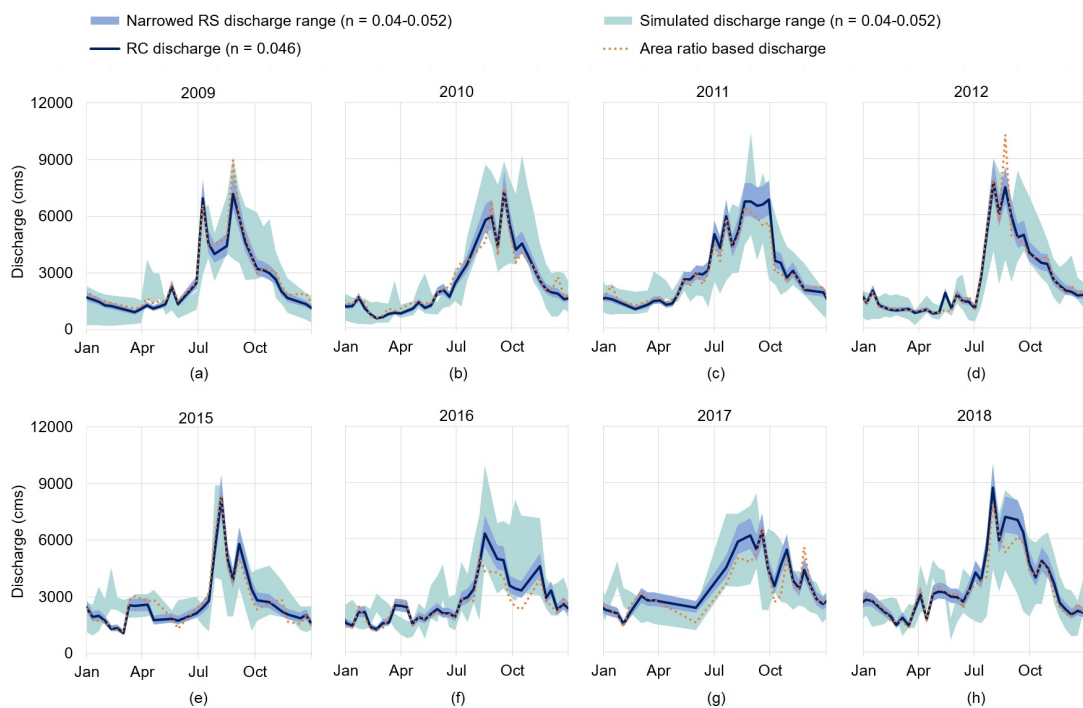 Narrowed RS discharge range (n = 0.04-0.052)
Simulated discharge range (n = 0.04-0.052)
RC discharge (n = 0.046)
Area ratio based discharge
2009
2010
2011
2012
12000
9000
6000
3000
0
Discharge (cms)
Jan Apr Jul Oct
Jan Apr Jul Oct
Jan Apr Jul Oct
Jan Apr Jul Oct
(a)
(b)
(c)
(d)
2015
2016
2017
2018
12000
9000
6000
3000
0
Discharge (cms)
Jan Apr Jul Oct
Jan Apr Jul Oct
Jan Apr Jul Oct
Jan Apr Jul Oct
(e)
(f)
(g)
(h)